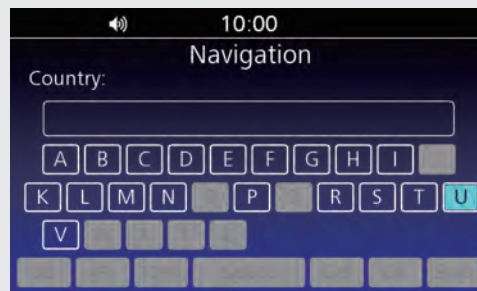 10:00
Navigation
Country:
A B C D E F G H I
K L M N P R S T U
V